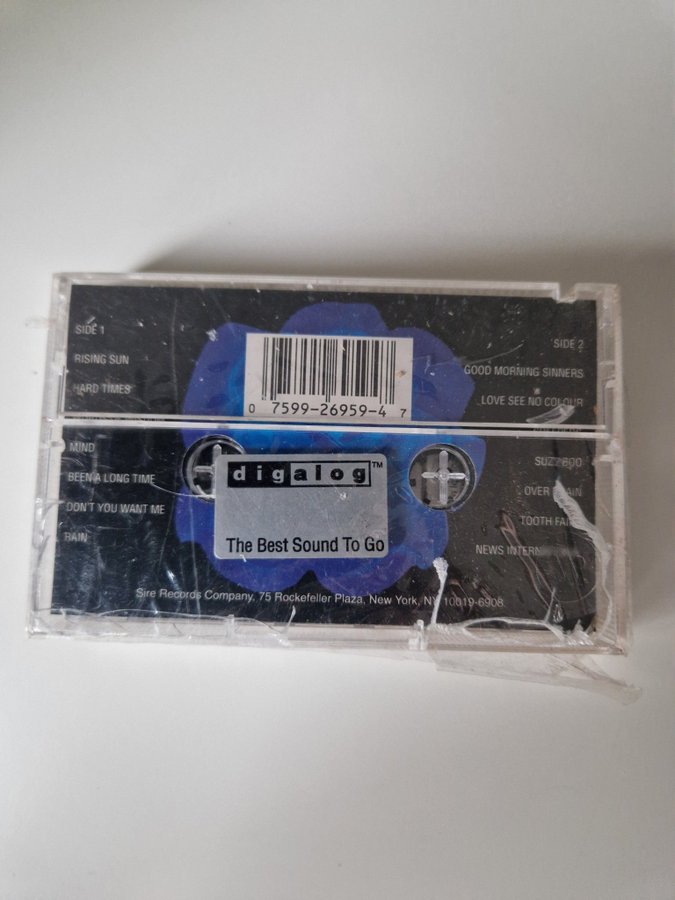 SIDE 1
RISING SUN
HARD TIMES
MIND
BEEN A LONG TIME
DON'T YOU WANT ME
RAIN
0 7599-26959-4 7
SIDE 2
GOOD MORNING SINNERS
LOVE SEE NO COLOUR
OVER
TOOTH
NEWS
digalog™
The Best Sound To Go
Sire Records Company, 75 Rockefeller Plaza, New York, NY 10019-6908